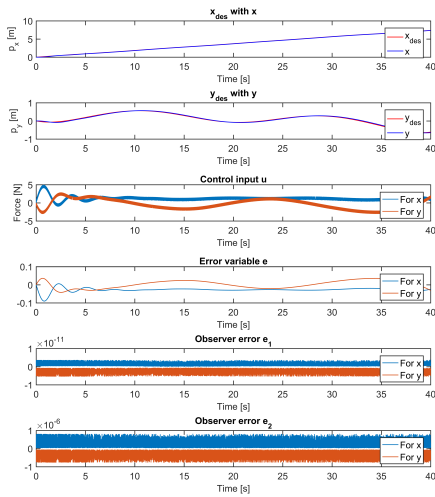 x_des with x
10
5
0
p_x [m]
0 5 10 15 20 25 30 35 40
Time [s]
x_des
x
y_des with y
1
0
-1
p_y [m]
0 5 10 15 20 25 30 35 40
Time [s]
y_des
y
Control input u
5
0
-5
Force [N]
0 5 10 15 20 25 30 35 40
Time [s]
For x
For y
Error variable e
0.1
0
-0.1
0 5 10 15 20 25 30 35 40
Time [s]
For x
For y
Observer error e_1
×10^-11
1
0
-1
0 5 10 15 20 25 30 35 40
Time [s]
For x
For y
Observer error e_2
×10^-6
1
0
-1
0 5 10 15 20 25 30 35 40
Time [s]
For x
For y